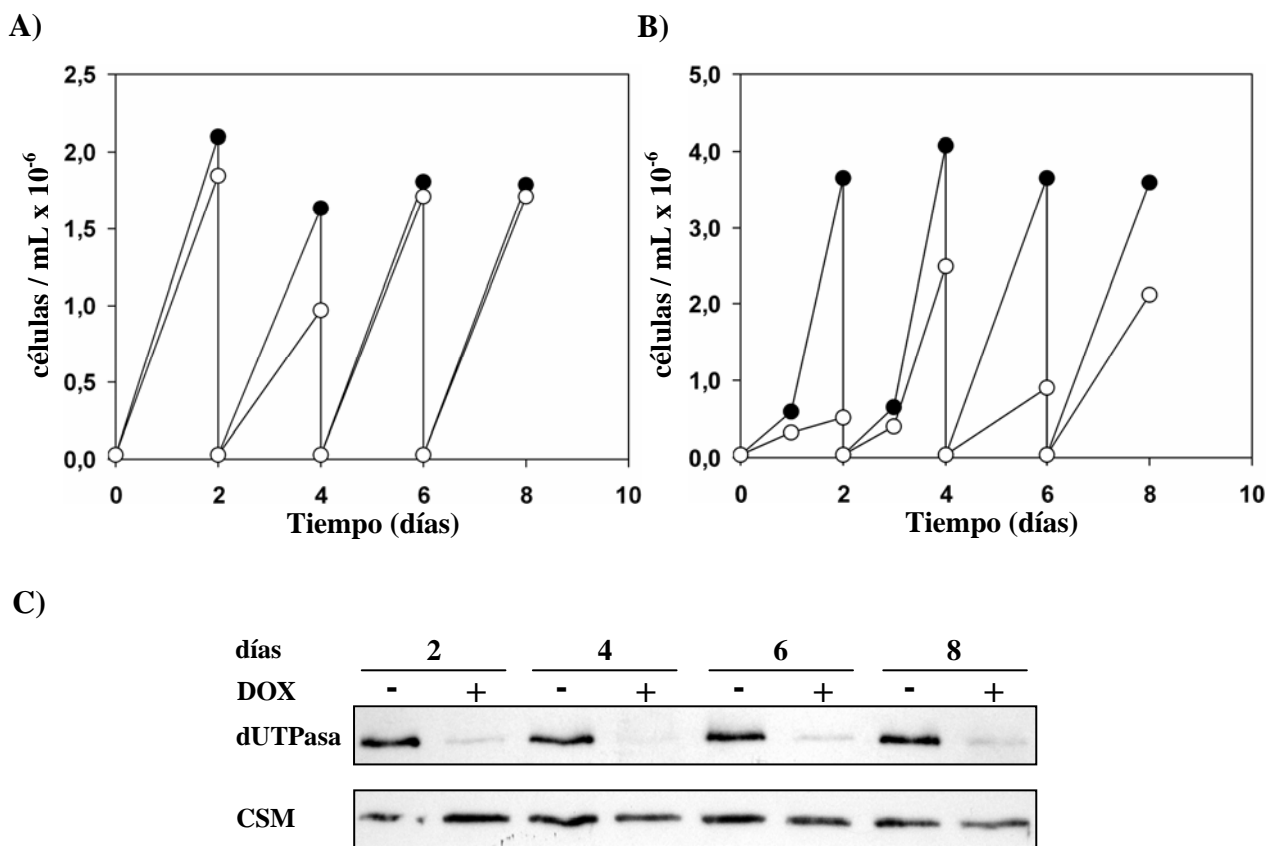 A)
2,5
2,0
1,5
1,0
0,5
0,0
células / mL x 10-6
0 2 4 6 8 10
Tiempo (días)
B)
5,0
4,0
3,0
2,0
1,0
0,0
células / mL x 10-6
0 2 4 6 8 10
Tiempo (días)
C)
días 2 4 6 8
DOX - + - + - + - +
dUTPasa
CSM